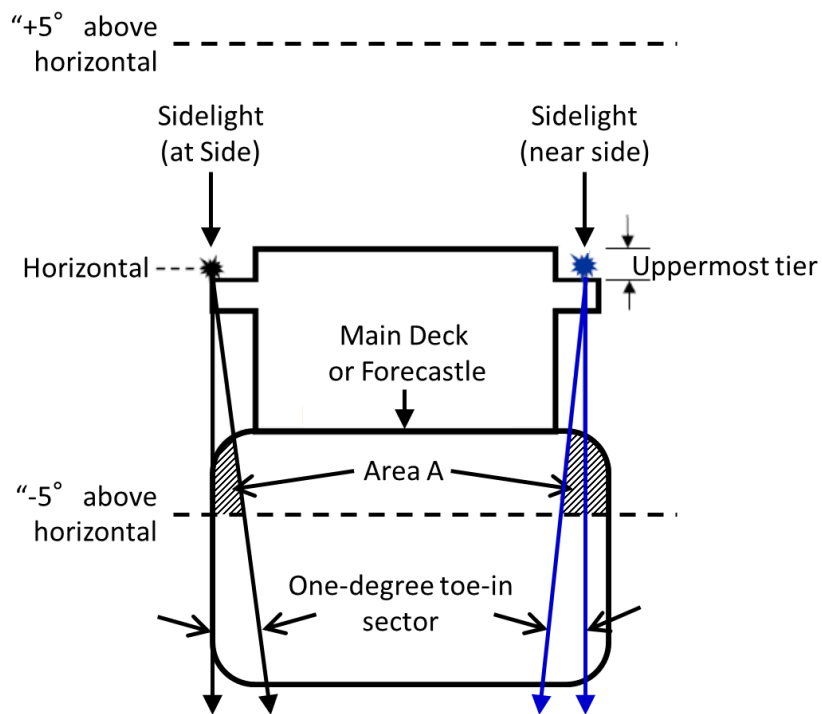 “+5° above
horizontal
Sidelight
(at Side)
Sidelight
(near side)
Horizontal
Uppermost tier
Main Deck
or Forecastle
Area A
“-5° above
horizontal
One-degree toe-in
sector